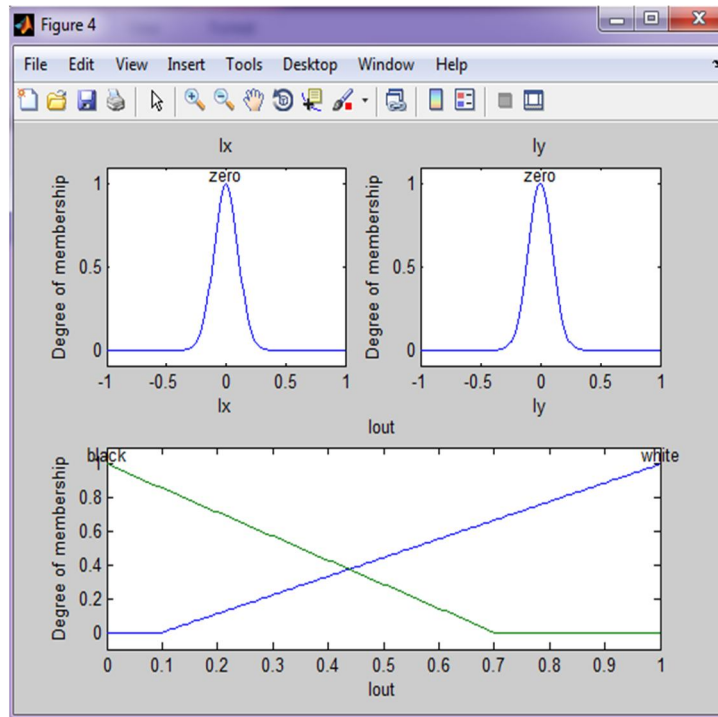 Figure 4
File Edit View Insert Tools Desktop Window Help
Ix
zero
Degree of membership
1
0.5
0
-1 -0.5 0 0.5 1
Ix
Iy
zero
Degree of membership
1
0.5
0
-1 -0.5 0 0.5 1
Iy
Iout
black
white
Degree of membership
1
0.8
0.6
0.4
0.2
0
0 0.1 0.2 0.3 0.4 0.5 0.6 0.7 0.8 0.9 1
Iout